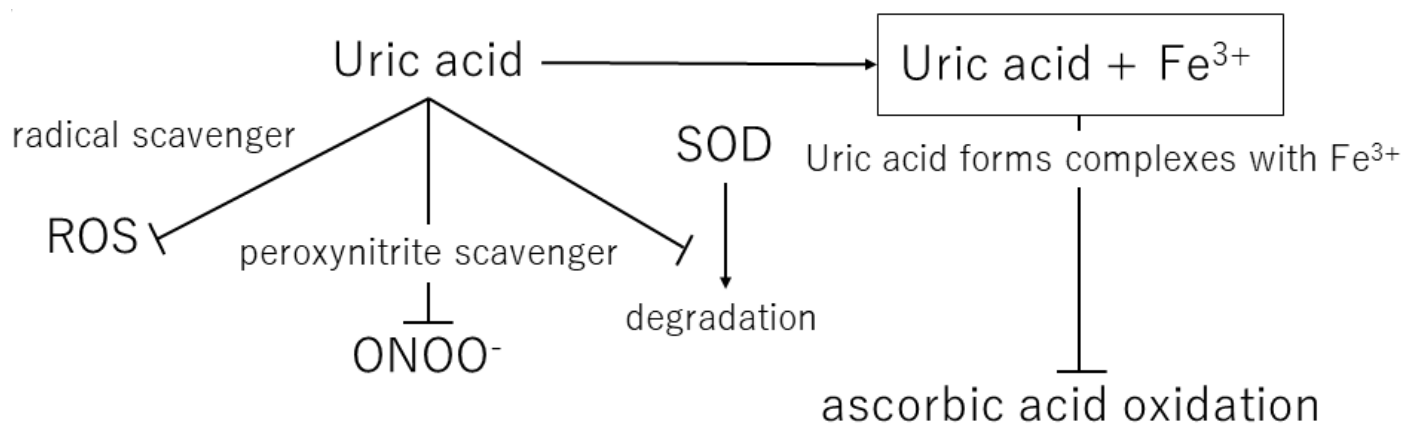 Uric acid
Uric acid + Fe³⁺
radical scavenger
SOD
Uric acid forms complexes with Fe³⁺
ROS
peroxynitrite scavenger
degradation
ONOO⁻
ascorbic acid oxidation